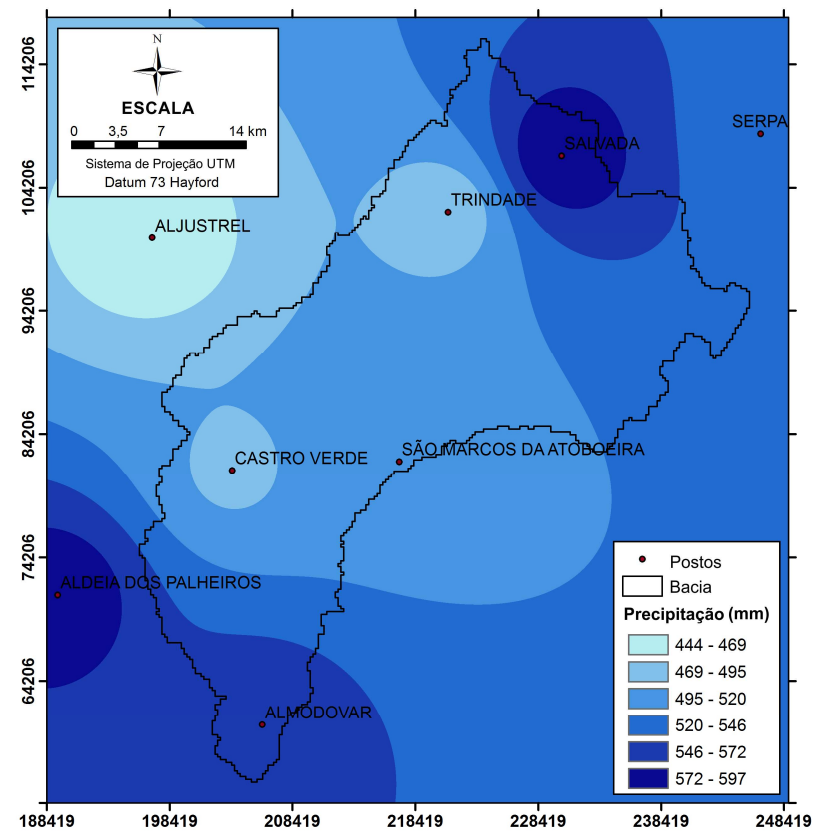 N
ESCALA
0 3,5 7 14 km
Sistema de Projeção UTM
Datum 73 Hayford
SERPA
SALVADA
TRINDADE
ALJUSTREL
SÃO MARCOS DA ATOBOEIRA
CASTRO VERDE
ALDEIA DOS PALHEIROS
ALMODOVAR
Postos
Bacia
Precipitação (mm)
444 - 469
469 - 495
495 - 520
520 - 546
546 - 572
572 - 597
114206
104206
94206
84206
74206
64206
188419 198419 208419 218419 228419 238419 248419